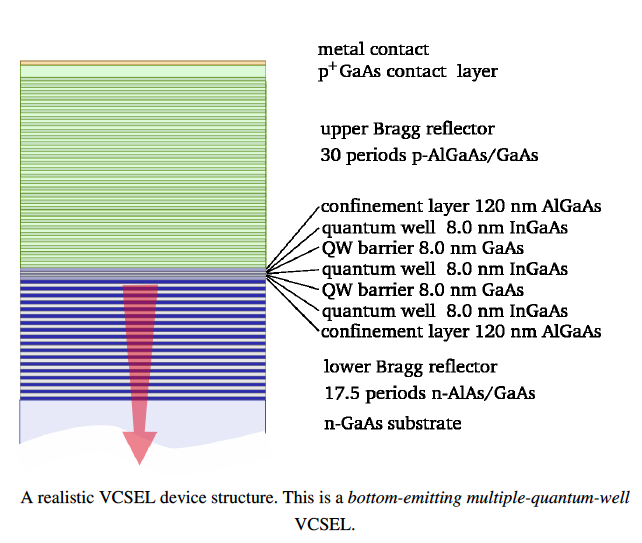 metal contact
p+ GaAs contact layer
upper Bragg reflector
30 periods p-AlGaAs/GaAs
confinement layer 120 nm AlGaAs
quantum well 8.0 nm InGaAs
QW barrier 8.0 nm GaAs
quantum well 8.0 nm InGaAs
QW barrier 8.0 nm GaAs
quantum well 8.0 nm InGaAs
confinement layer 120 nm AlGaAs
lower Bragg reflector
17.5 periods n-AlAs/GaAs
n-GaAs substrate
A realistic VCSEL device structure. This is a bottom-emitting multiple-quantum-well
VCSEL.